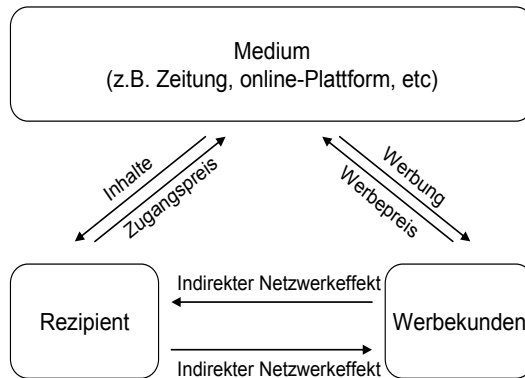 Medium
(z.B. Zeitung, online-Plattform, etc)
Inhalte
Zugangspreis
Werbung
Werbepreis
Indirekter Netzwerkeffekt
Rezipient
Werbekunden
Indirekter Netzwerkeffekt